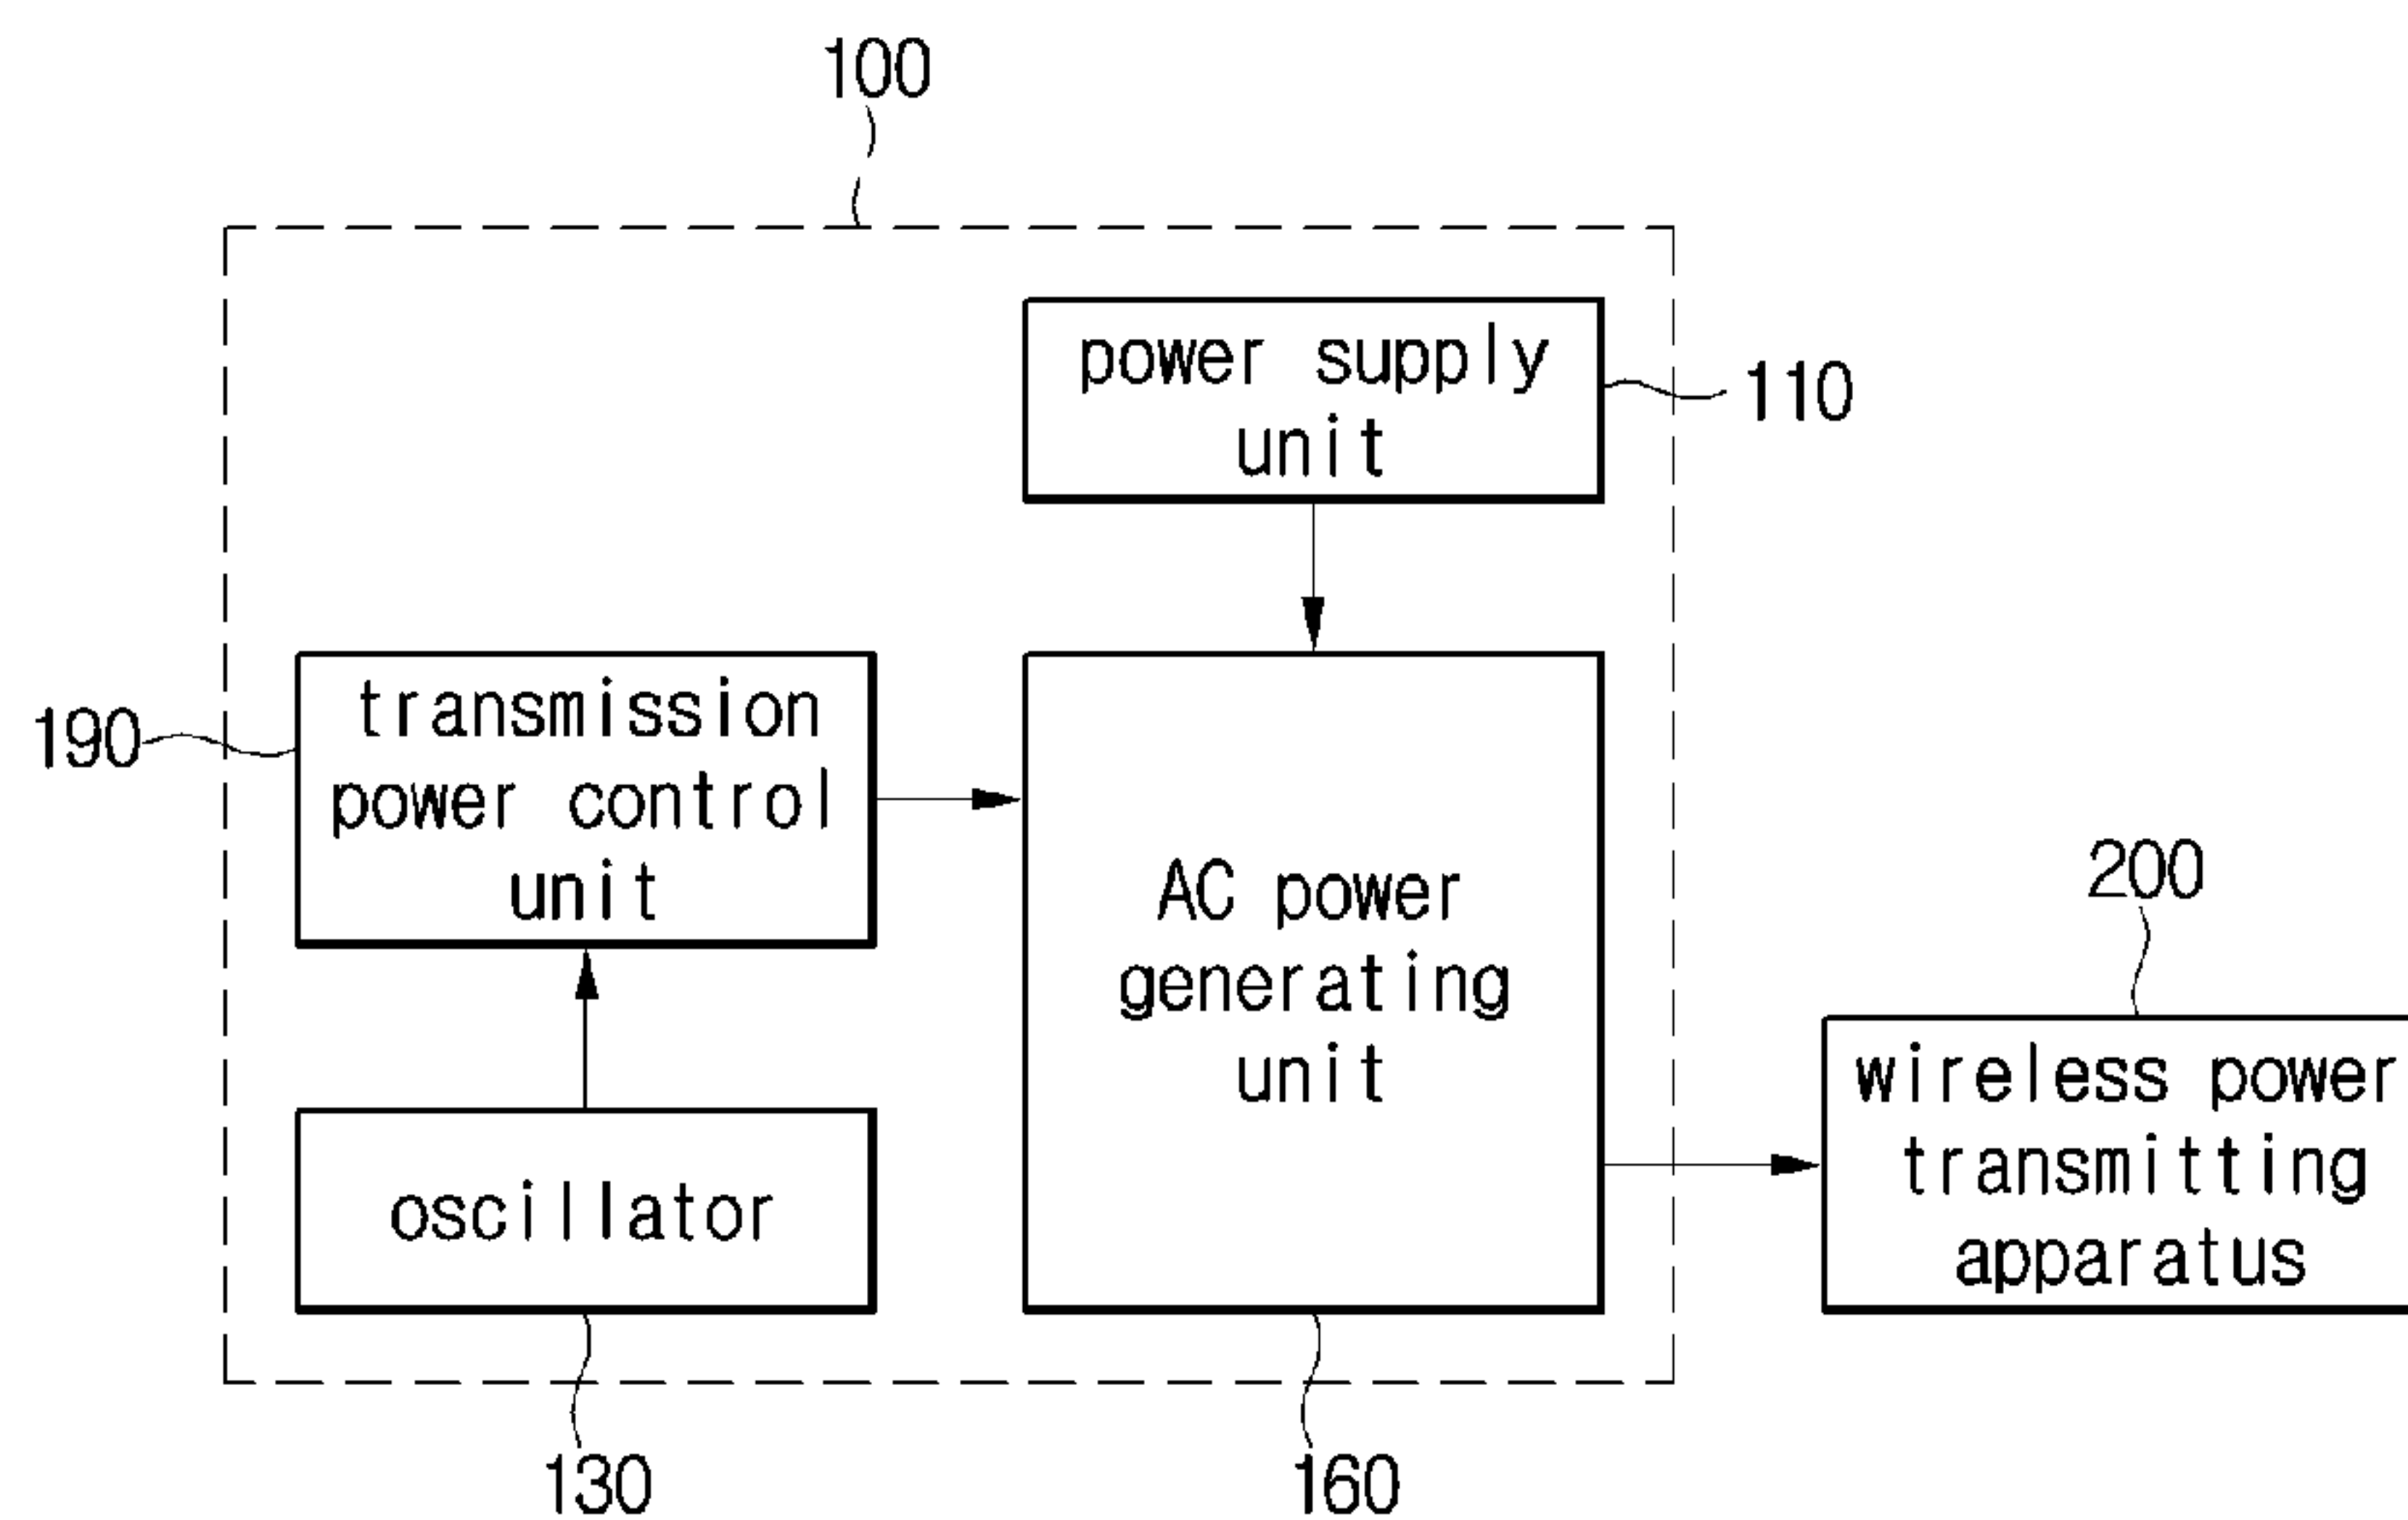 100
power supply
unit
110
transmission
power control
unit
190
AC power
generating
unit
200
wireless power
transmitting
apparatus
oscillator
130
160